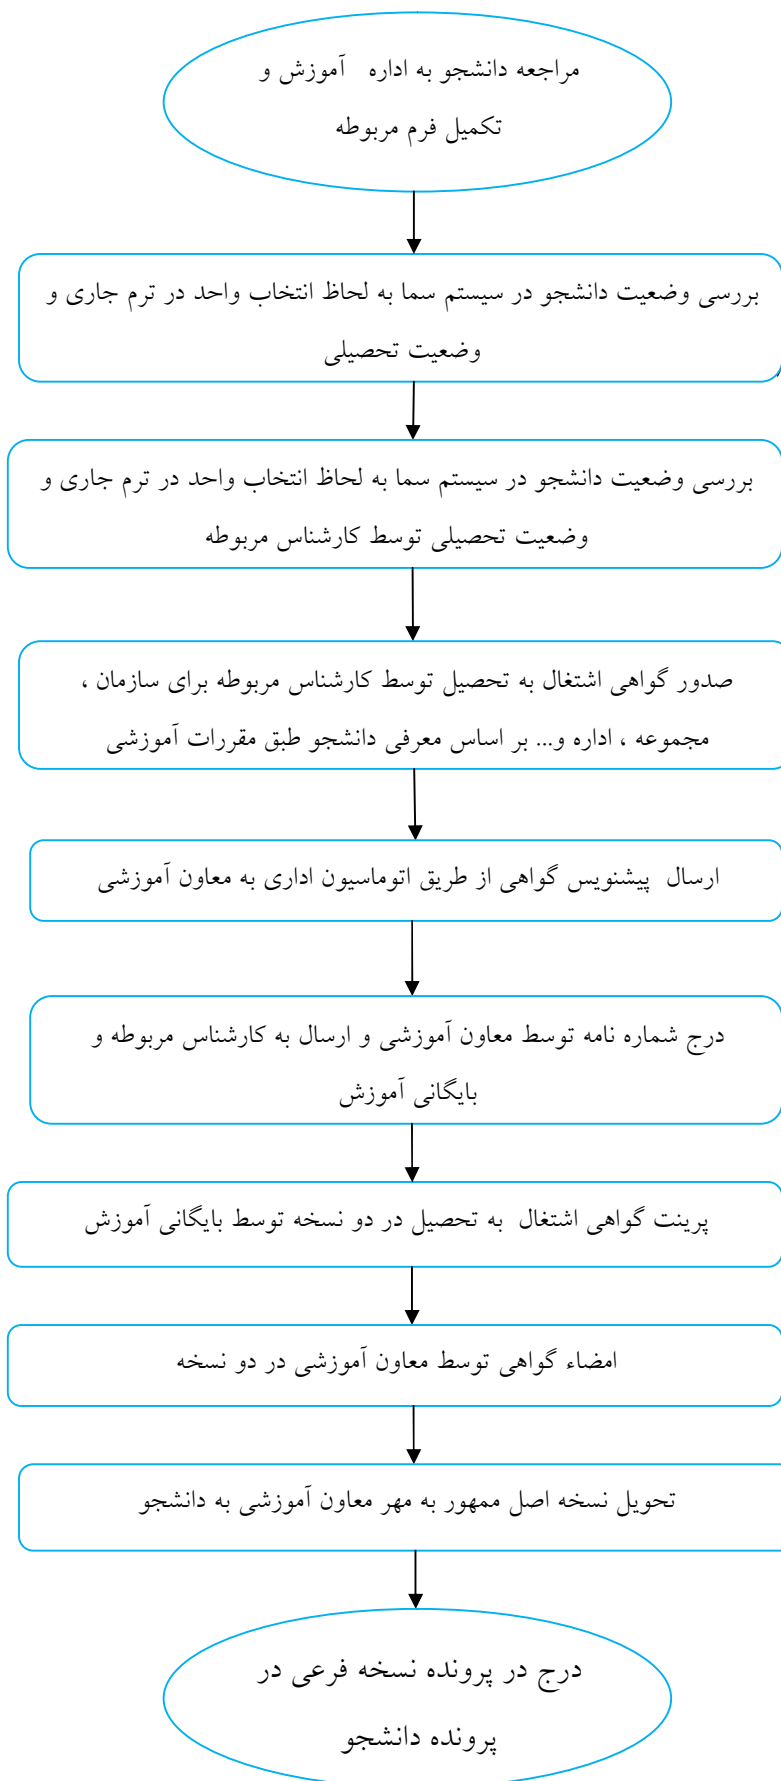 مراجعه دانشجو به اداره آموزش و
تکمیل فرم مربوطه
بررسی وضعیت دانشجو در سیستم سما به لحاظ انتخاب واحد در ترم جاری و
وضعیت تحصیلی
بررسی وضعیت دانشجو در سیستم سما به لحاظ انتخاب واحد در ترم جاری و
وضعیت تحصیلی توسط کارشناس مربوطه
صدور گواهی اشتغال به تحصیل توسط کارشناس مربوطه برای سازمان ،
مجموعه ، اداره و... بر اساس معرفی دانشجو طبق مقررات آموزشی
ارسال پیشنویس گواهی از طریق اتوماسیون اداری به معاون آموزشی
درج شماره نامه توسط معاون آموزشی و ارسال به کارشناس مربوطه و
بایگانی آموزش
پرینت گواهی اشتغال به تحصیل در دو نسخه توسط بایگانی آموزش
امضاء گواهی توسط معاون آموزشی در دو نسخه
تحویل نسخه اصل ممهور به مهر معاون آموزشی به دانشجو
درج در پرونده نسخه فرعی در
پرونده دانشجو